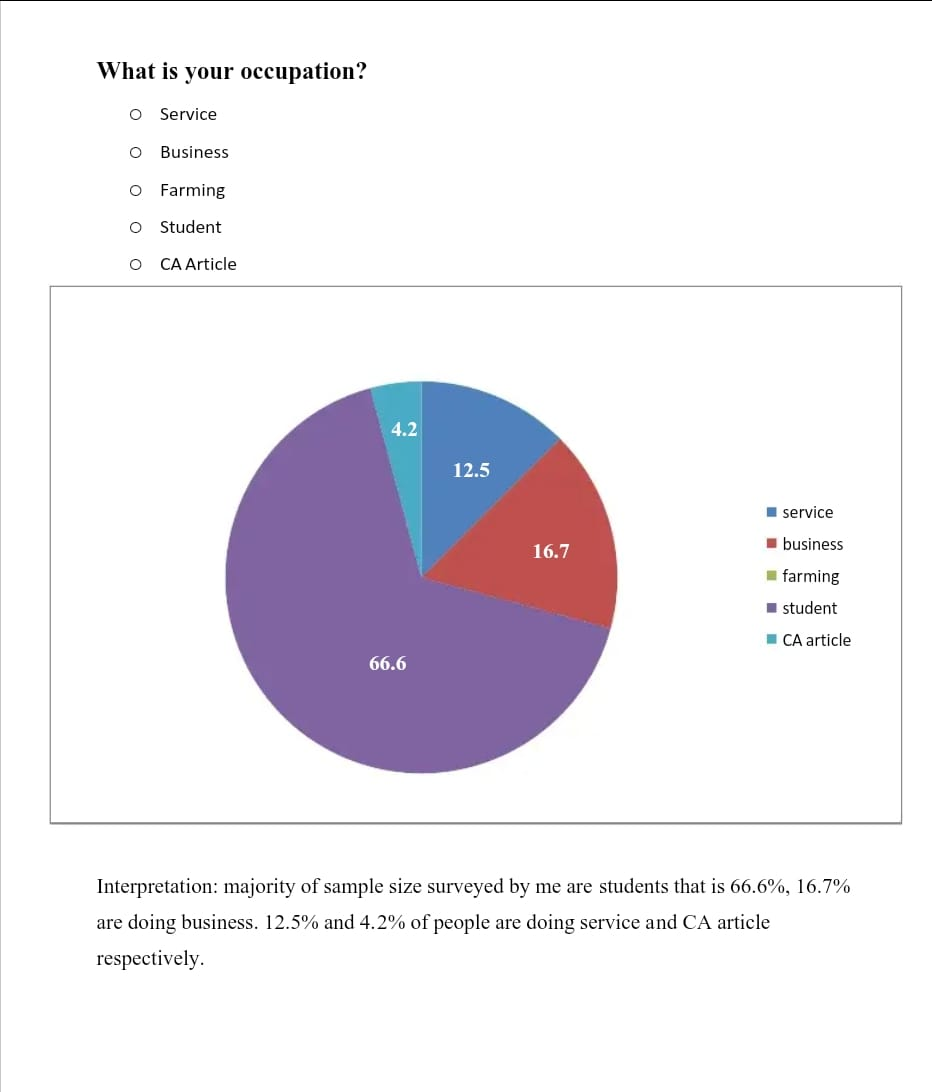 What is your occupation?
Service
Business
Farming
Student
CA Article
4.2
12.5
16.7
66.6
service
business
farming
student
CA article
Interpretation: majority of sample size surveyed by me are students that is 66.6%, 16.7%
are doing business. 12.5% and 4.2% of people are doing service and CA article
respectively.